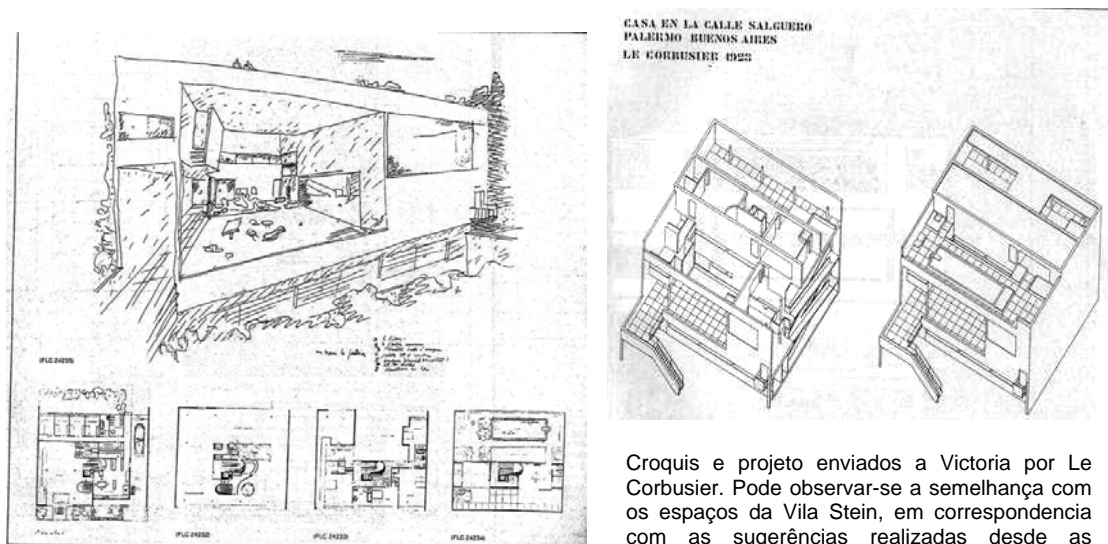 CASA EN LA CALLE SALGUERO
PALERMO BUENOS AIRES
LE CORBUSIER 1928
(FLC 24235)
(FLC 24232)
(FLC 24233)
(FLC 24234)
Croquis e projeto enviados a Victoria por Le
Corbusier. Pode observar-se a semelhança com
os espaços da Vila Stein, em correspondencia
com as sugerências realizadas desde as